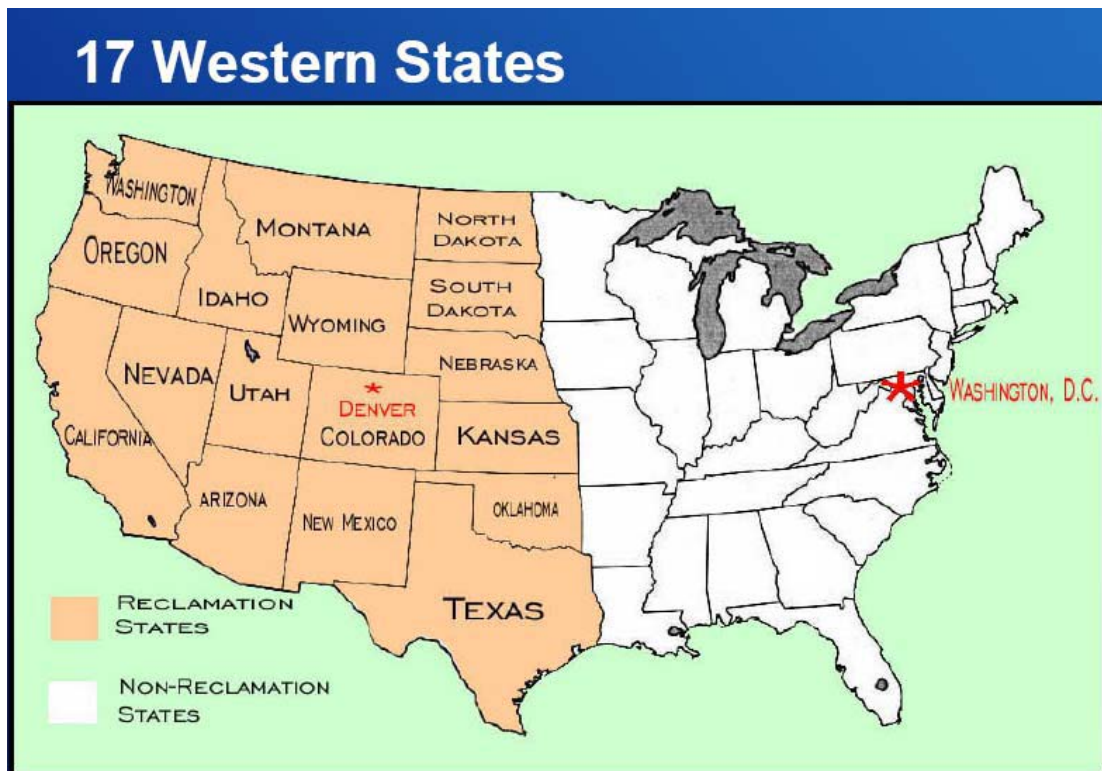 17 Western States
WASHINGTON
MONTANA
NORTH
DAKOTA
OREGON
IDAHO
SOUTH
DAKOTA
WYOMING
NEBRASKA
NEVADA
UTAH
*
DENVER
COLORADO
*
WASHINGTON, D.C.
CALIFORNIA
KANSAS
ARIZONA
NEW MEXICO
OKLAHOMA
TEXAS
RECLAMATION
STATES
NON-RECLAMATION
STATES